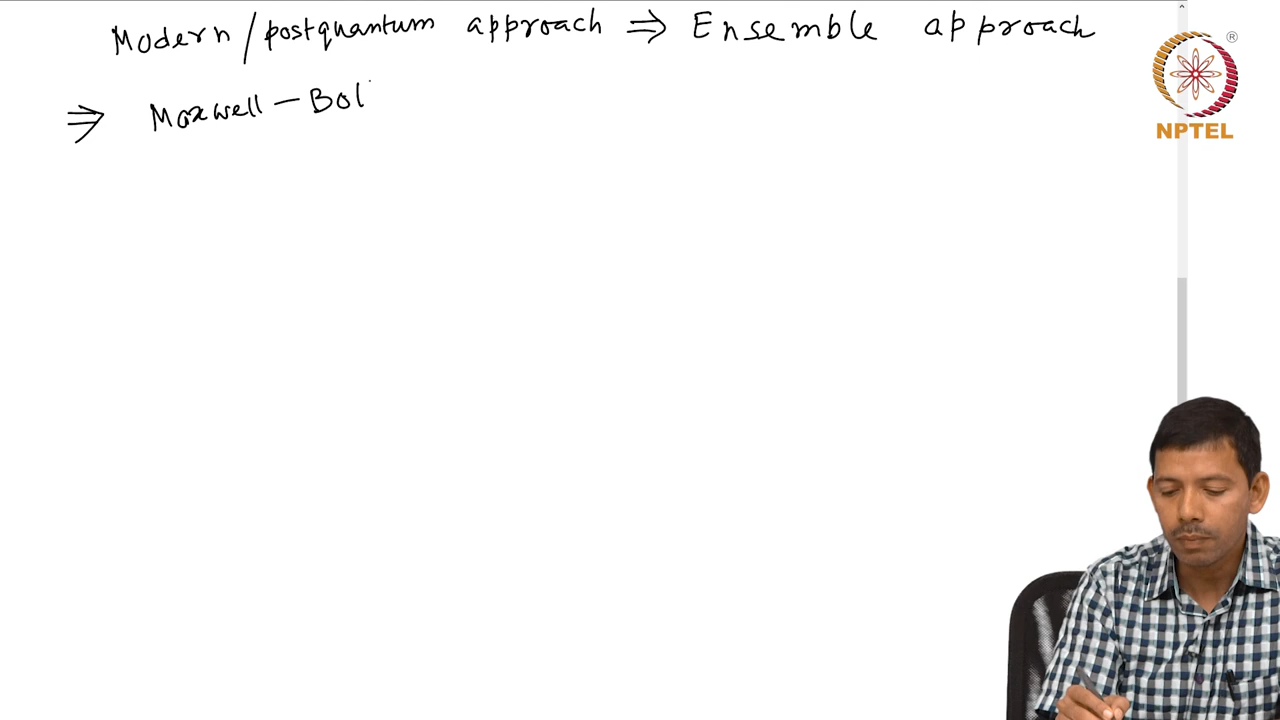 Modern/postquantum approach ⇒ Ensemble approach
⇒ Maxwell – Bol
®
NPTEL